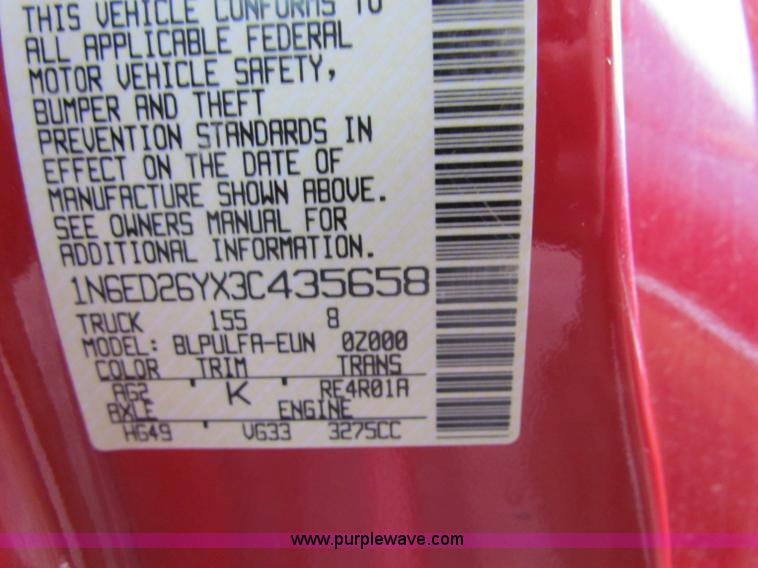 THIS VEHICLE CONFORMS TO
ALL APPLICABLE FEDERAL
MOTOR VEHICLE SAFETY,
BUMPER AND THEFT
PREVENTION STANDARDS IN
EFFECT ON THE DATE OF
MANUFACTURE SHOWN ABOVE.
SEE OWNERS MANUAL FOR
ADDITIONAL INFORMATION.
1N6ED26YX3C435658
TRUCK 155 8
MODEL: BLPULFA-EUN 0Z000
COLOR TRIM TRANS
AG2 K RE4R01A
AXLE ENGINE
HG49 VG33 3275CC
www.purplewave.com